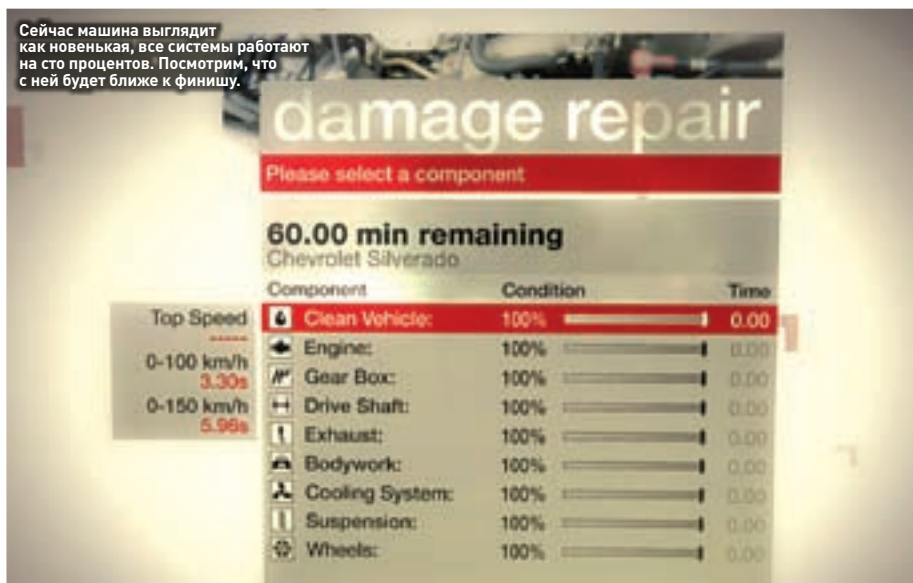 Сейчас машина выглядит
как новенькая, все системы работают
на сто процентов. Посмотрим, что
с ней будет ближе к финишу.
damage repair
Please select a component
60.00 min remaining
Chevrolet Silverado
Component Condition Time
Clean Vehicle: 100% 0.00
Engine: 100% 0.00
Gear Box: 100% 0.00
Drive Shaft: 100% 0.00
Exhaust: 100% 0.00
Bodywork: 100% 0.00
Cooling System: 100% 0.00
Suspension: 100% 0.00
Wheels: 100% 0.00
Top Speed
-----
0-100 km/h
3.30s
0-150 km/h
5.96s